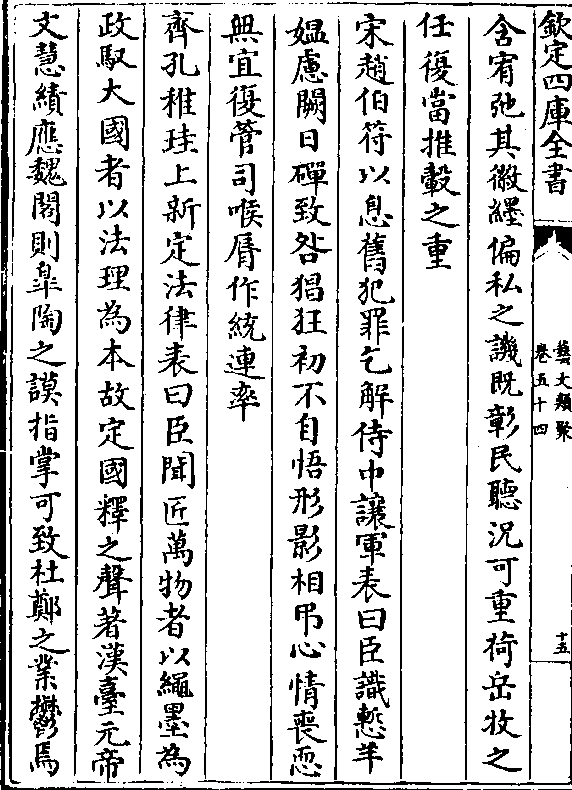 欽定四庫全書
藝文類聚
卷五十四
十五
含宥弛其徽纆偏私之譏既彰民聽況可重荷岳牧之
任復當推轂之重
宋趙伯符以息舊犯罪乞解侍中護軍表曰臣識慙羊
媪慮闕日磾致咎猖狂初不自悟形影相弔心情喪恧
無宜復管司喉脣作統連率
齊孔稚珪上新定法律表曰臣聞匠萬物者以繩墨為
政馭大國者以法理為本故定國釋之聲著漢臺元帝
文慧績應魏閣則臯陶之謨指掌可致杜鄭之業鬱焉